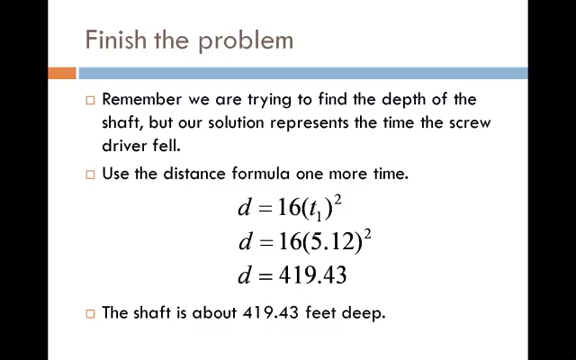 Finish the problem
Remember we are trying to find the depth of the
shaft, but our solution represents the time the screw
driver fell.
Use the distance formula one more time.
d = 16(t₁)²
d = 16(5.12)²
d = 419.43
The shaft is about 419.43 feet deep.